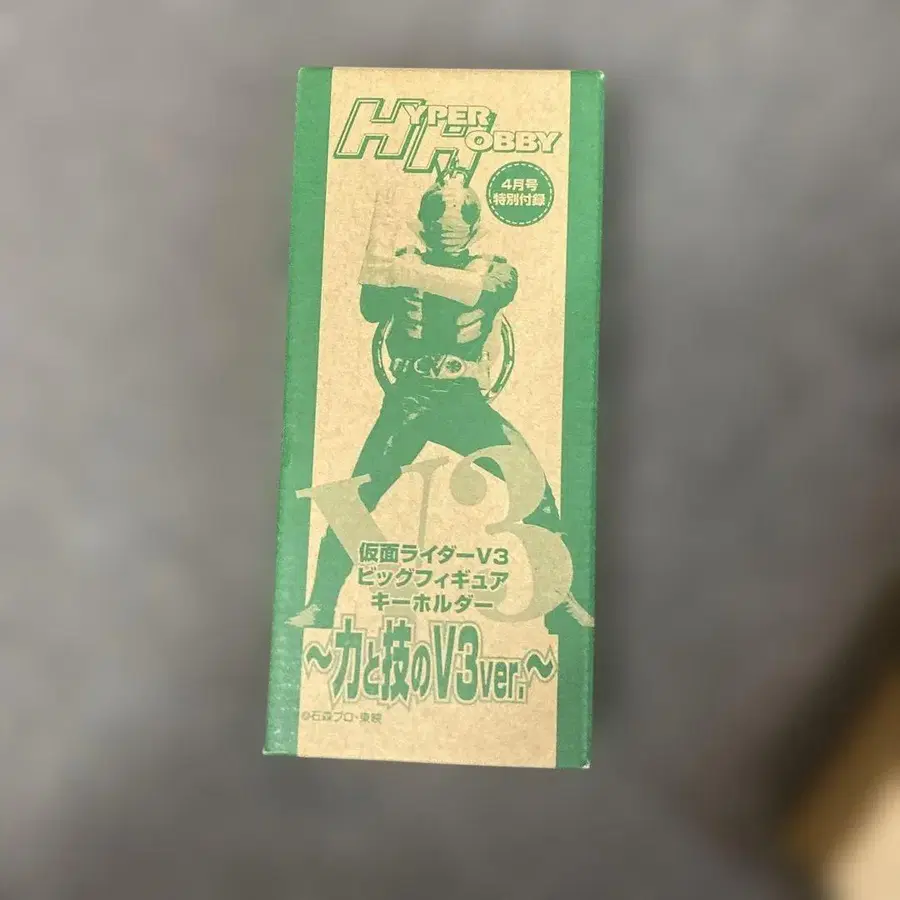 HYPER
HOBBY
4月号
特別付録
V3
仮面ライダーV3
ビッグフィギュア
キーホルダー
〜力と技のV3ver.〜
©石森プロ・東映